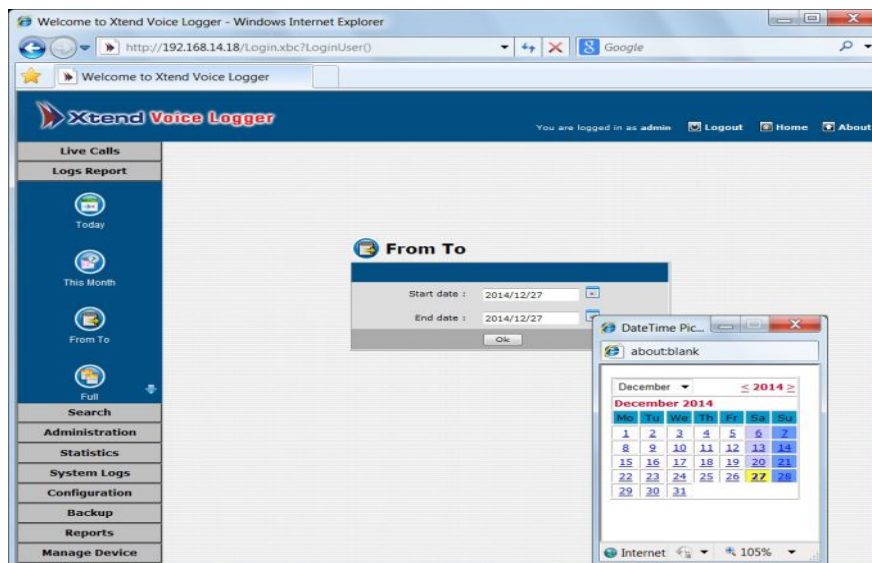 Welcome to Xtend Voice Logger - Windows Internet Explorer
http://192.168.14.18/Login.xbc?LoginUser()
Google
Welcome to Xtend Voice Logger
Xtend Voice Logger
You are logged in as admin Logout Home About
Live Calls
Logs Report
Today
This Month
From To
Full
Search
Administration
Statistics
System Logs
Configuration
Backup
Reports
Manage Device
From To
Start date : 2014/12/27
End date : 2014/12/27
Ok
DateTime Pic...
about:blank
December < 2014 >
December 2014
Mo Tu We Th Fr Sa Su
1 2 3 4 5 6 7
8 9 10 11 12 13 14
15 16 17 18 19 20 21
22 23 24 25 26 27 28
29 30 31
Internet 105%